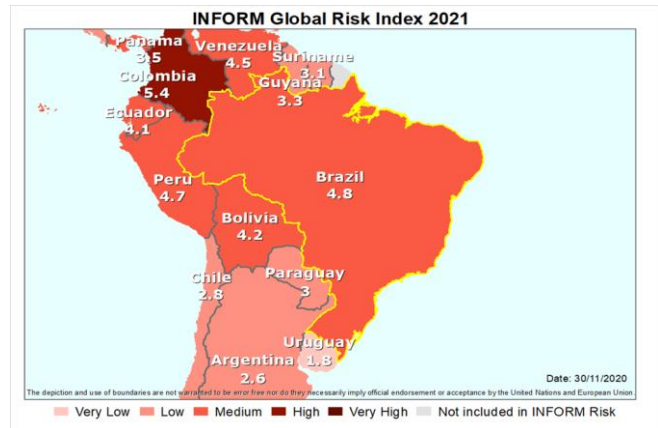 INFORM Global Risk Index 2021
Panama
3.5
Venezuela
4.5
Suriname
3.1
Colombia
5.4
Guyana
3.3
Ecuador
4.1
Peru
4.7
Brazil
4.8
Bolivia
4.2
Chile
2.8
Paraguay
3
Uruguay
1.8
Argentina
2.6
Date: 30/11/2020
The depiction and use of boundaries are not warranted to be error free nor do they necessarily imply official endorsement or acceptance by the United Nations and European Union.
Very Low Low Medium High Very High Not included in INFORM Risk